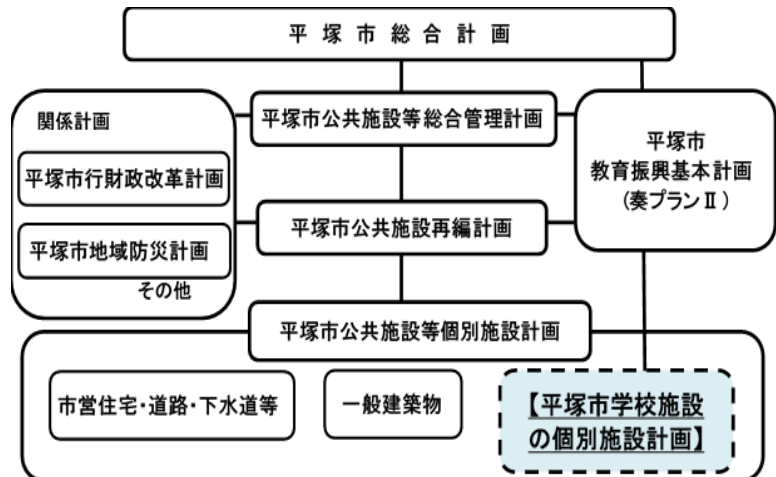 平塚市総合計画
関係計画
平塚市行財政改革計画
平塚市地域防災計画
その他
平塚市公共施設等総合管理計画
平塚市公共施設再編計画
平塚市
教育振興基本計画
(奏プランⅡ)
平塚市公共施設等個別施設計画
市営住宅・道路・下水道等
一般建築物
【平塚市学校施設
の個別施設計画】